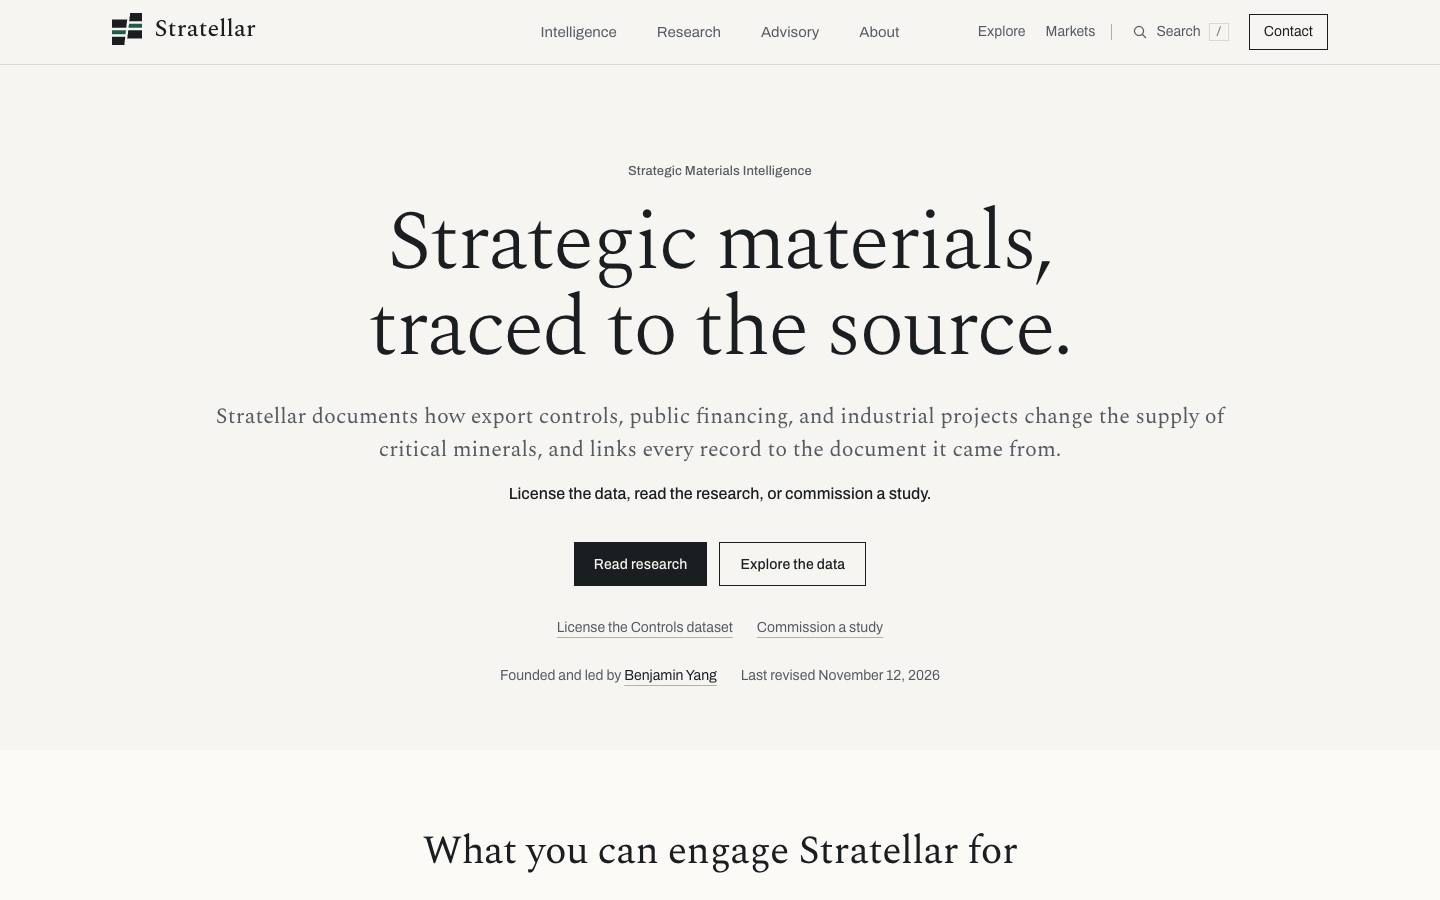 Stratellar
Intelligence
Research
Advisory
About
Explore
Markets
Search
/
Contact
Strategic Materials Intelligence
Strategic materials,
traced to the source.
Stratellar documents how export controls, public financing, and industrial projects change the supply of
critical minerals, and links every record to the document it came from.
License the data, read the research, or commission a study.
Read research
Explore the data
License the Controls dataset
Commission a study
Founded and led by Benjamin Yang
Last revised November 12, 2026
What you can engage Stratellar for